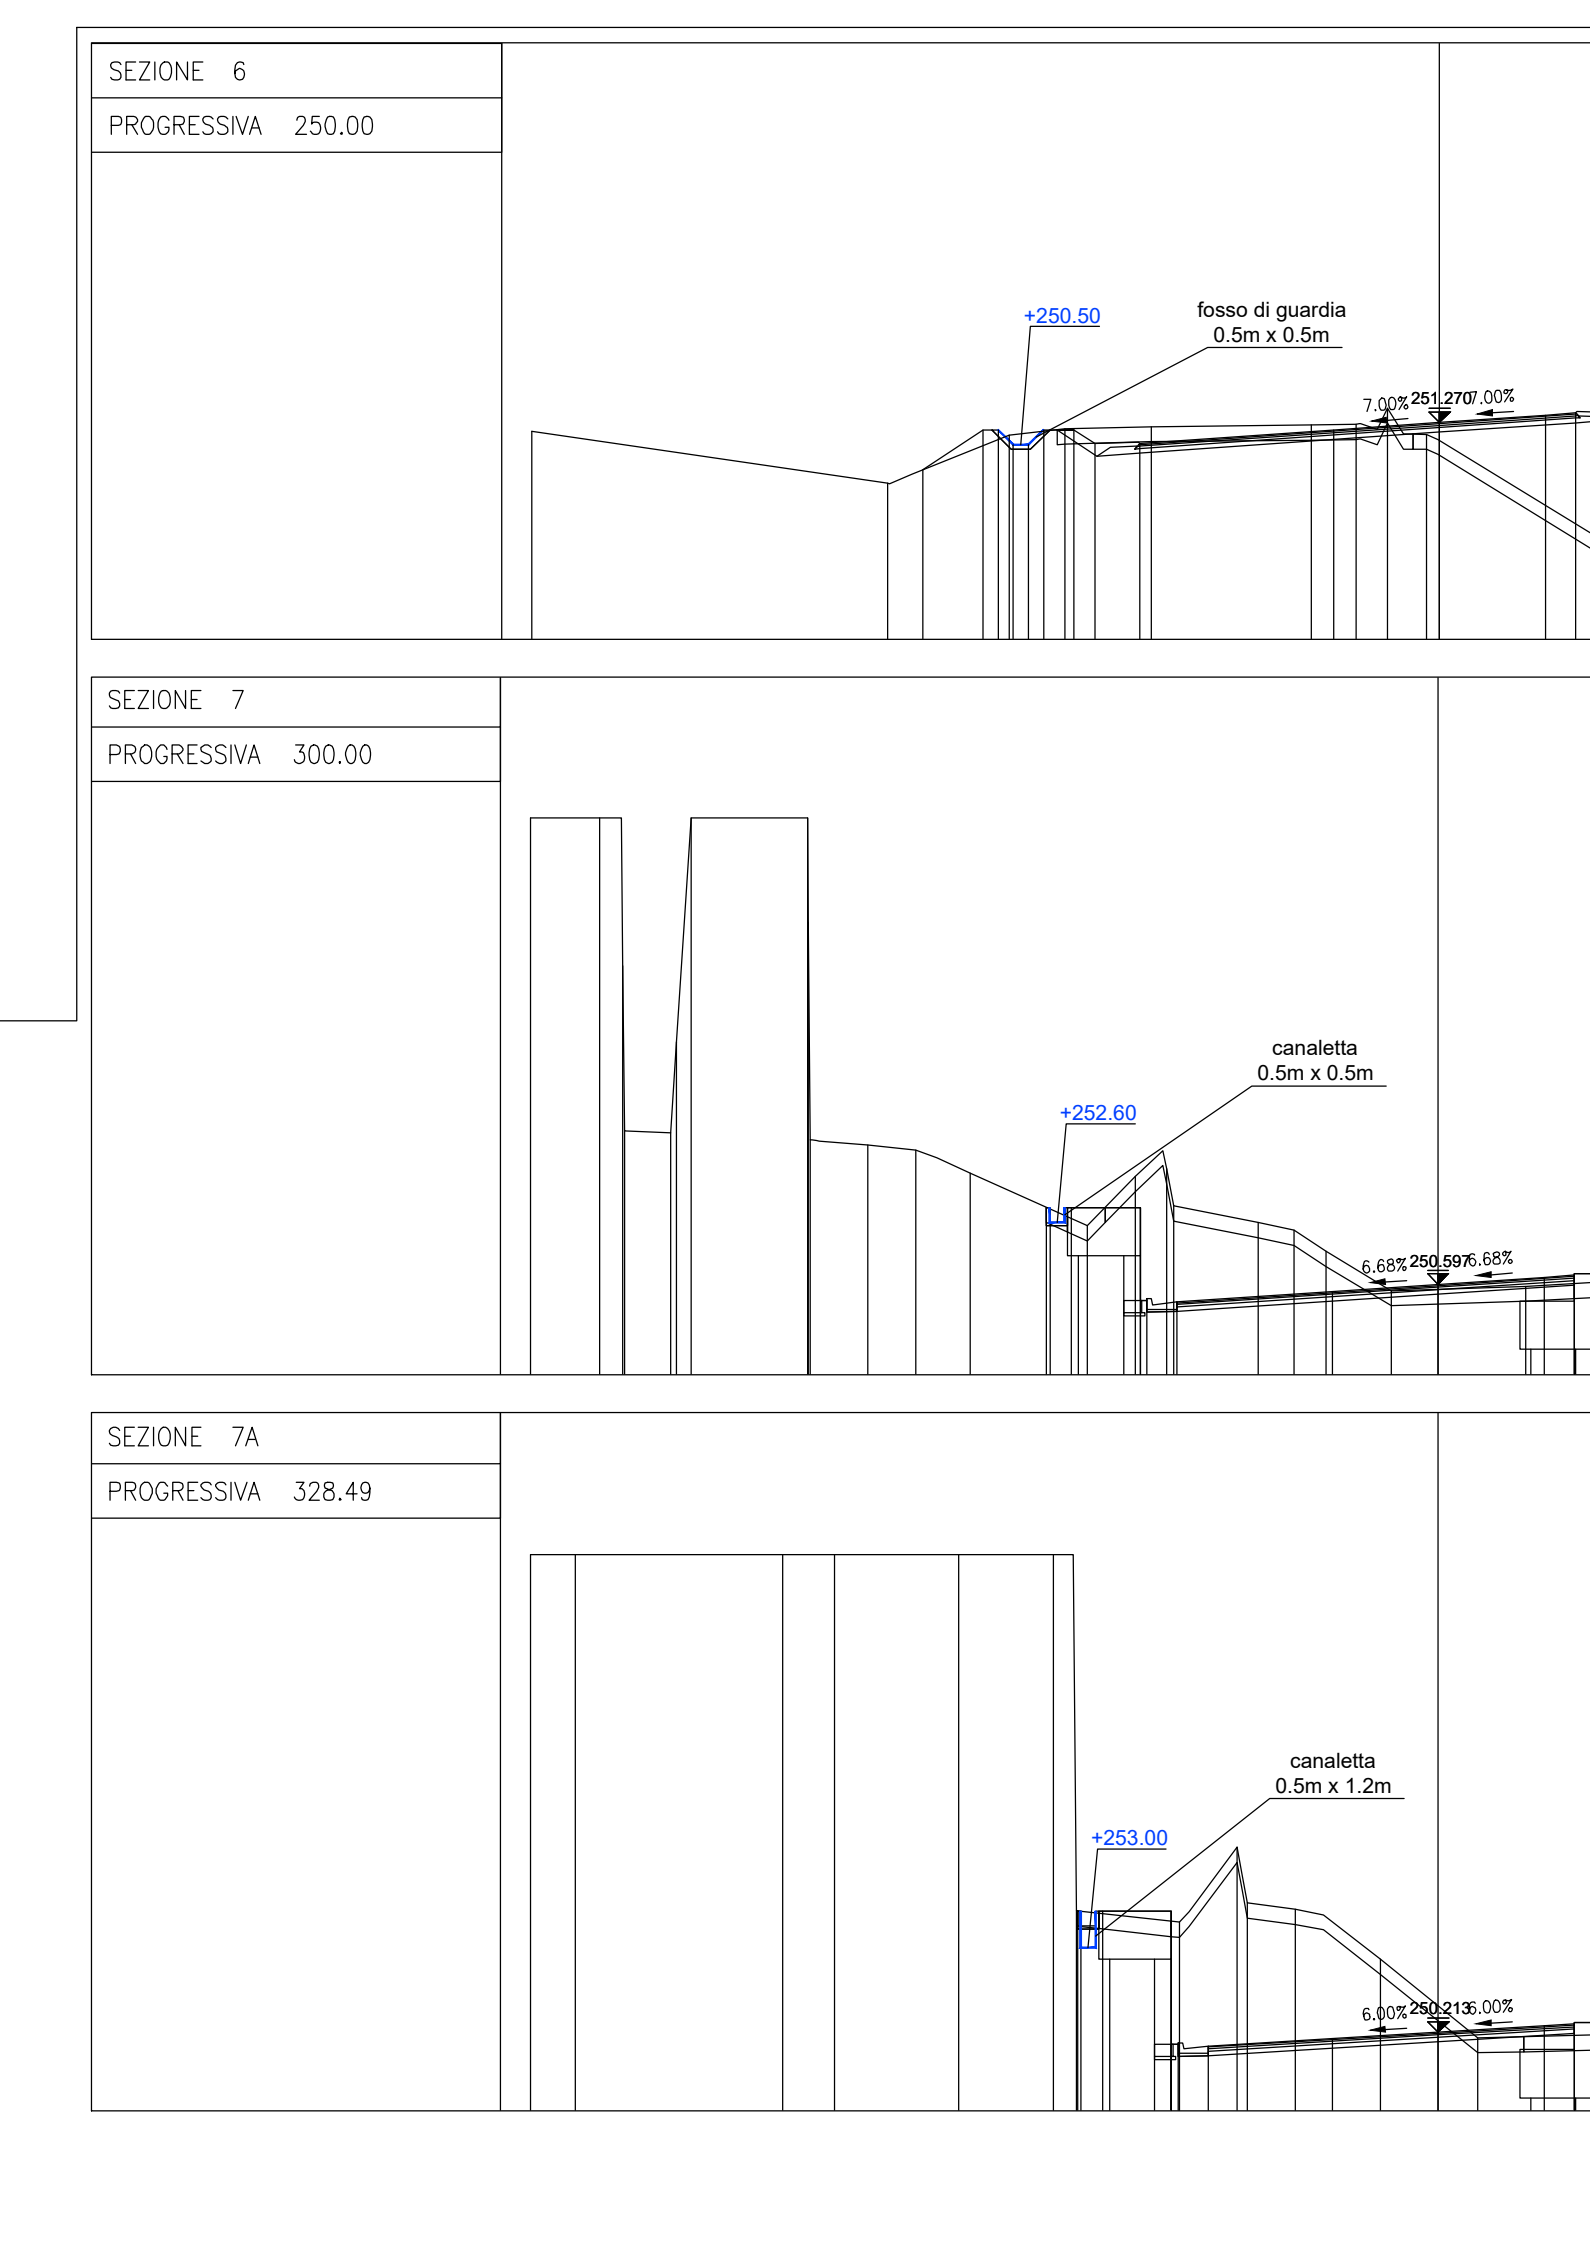 SEZIONE 6
PROGRESSIVA 250.00
+250.50
fosso di guardia
0.5m x 0.5m
7.00% 251.270 7.00%
SEZIONE 7
PROGRESSIVA 300.00
canaletta
0.5m x 0.5m
+252.60
6.68% 250.597 6.68%
SEZIONE 7A
PROGRESSIVA 328.49
canaletta
0.5m x 1.2m
+253.00
6.00% 250.213 6.00%